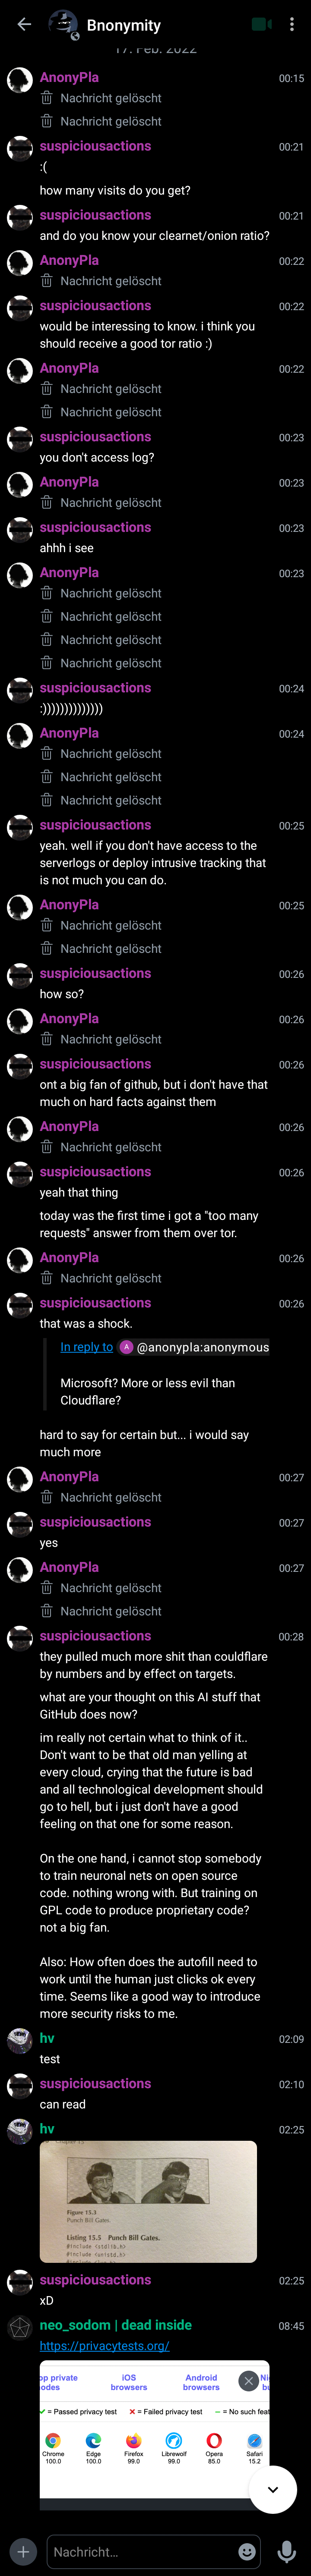 Bnonymity
17. Feb. 2022
AnonyPla 00:15
Nachricht gelöscht
Nachricht gelöscht
suspiciousactions 00:21
:(
how many visits do you get?
suspiciousactions 00:21
and do you know your clearnet/onion ratio?
AnonyPla 00:22
Nachricht gelöscht
suspiciousactions 00:22
would be interesting to know. i think you
should receive a good tor ratio :)
AnonyPla 00:22
Nachricht gelöscht
Nachricht gelöscht
suspiciousactions 00:23
you don't access log?
AnonyPla 00:23
Nachricht gelöscht
suspiciousactions 00:23
ahhh i see
AnonyPla 00:23
Nachricht gelöscht
Nachricht gelöscht
Nachricht gelöscht
Nachricht gelöscht
suspiciousactions 00:24
:))))))))))))))
AnonyPla 00:24
Nachricht gelöscht
Nachricht gelöscht
Nachricht gelöscht
suspiciousactions 00:25
yeah. well if you don't have access to the
serverlogs or deploy intrusive tracking that
is not much you can do.
AnonyPla 00:25
Nachricht gelöscht
Nachricht gelöscht
suspiciousactions 00:26
how so?
AnonyPla 00:26
Nachricht gelöscht
suspiciousactions 00:26
ont a big fan of github, but i don't have that
much on hard facts against them
AnonyPla 00:26
Nachricht gelöscht
suspiciousactions 00:26
yeah that thing
today was the first time i got a "too many
requests" answer from them over tor.
AnonyPla 00:26
Nachricht gelöscht
suspiciousactions 00:26
that was a shock.
In reply to A @anonypla:anonymous
Microsoft? More or less evil than
Cloudflare?
hard to say for certain but... i would say
much more
AnonyPla 00:27
Nachricht gelöscht
suspiciousactions 00:27
yes
AnonyPla 00:27
Nachricht gelöscht
Nachricht gelöscht
suspiciousactions 00:28
they pulled much more shit than couldflare
by numbers and by effect on targets.
what are your thought on this AI stuff that
GitHub does now?
im really not certain what to think of it..
Don't want to be that old man yelling at
every cloud, crying that the future is bad
and all technological development should
go to hell, but i just don't have a good
feeling on that one for some reason.
On the one hand, i cannot stop somebody
to train neuronal nets on open source
code. nothing wrong with. But training on
GPL code to produce proprietary code?
not a big fan.
Also: How often does the autofill need to
work until the human just clicks ok every
time. Seems like a good way to introduce
more security risks to me.
hv 02:09
test
suspiciousactions 02:10
can read
hv 02:25
Figure 15.3
Punch Bill Gates.
Listing 15.5 Punch Bill Gates.
#include <stdlib.h>
#include <unistd.h>
suspiciousactions 02:25
xD
neo_sodom | dead inside 08:45
https://privacytests.org/
op private iOS Android Ni
odes browsers browsers bu
= Passed privacy test = Failed privacy test = No such feat
Chrome Edge Firefox Librewolf Opera Safari
100.0 100.0 99.0 99.0 85.0 15.2
Nachricht...